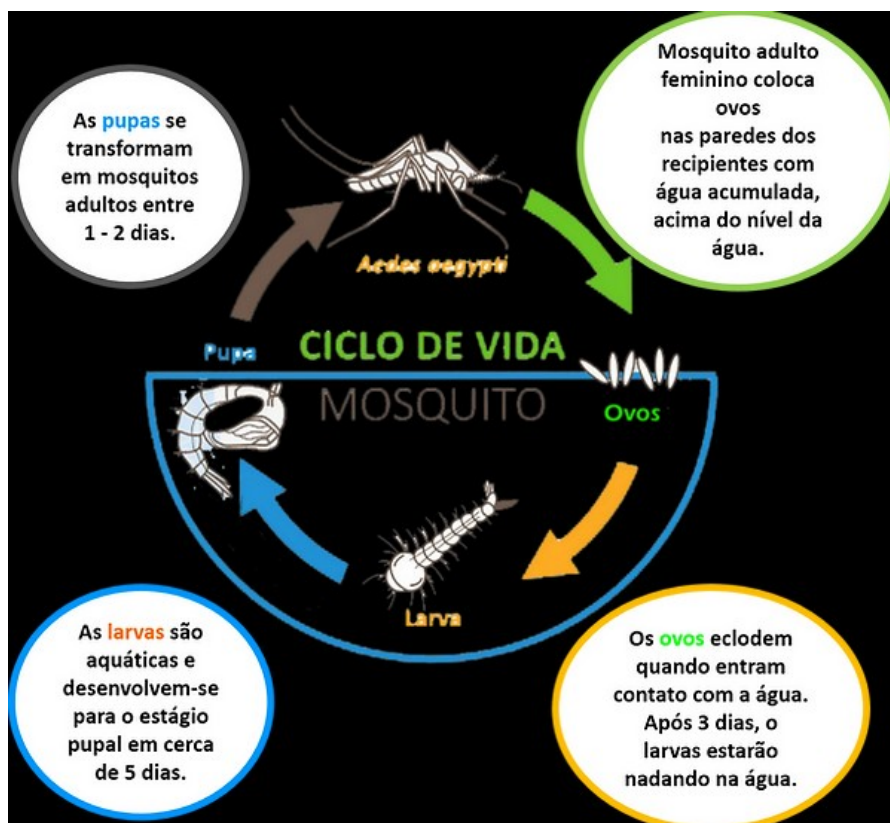 As pupas se
transformam
em mosquitos
adultos entre
1 - 2 dias.
Mosquito adulto
feminino coloca
ovos
nas paredes dos
recipientes com
água acumulada,
acima do nível da
água.
Aedes aegypti
Pupa
CICLO DE VIDA
MOSQUITO
Ovos
Larva
As larvas são
aquáticas e
desenvolvem-se
para o estágio
pupal em cerca
de 5 dias.
Os ovos eclodem
quando entram
contato com a água.
Após 3 dias, o
larvas estarão
nadando na água.